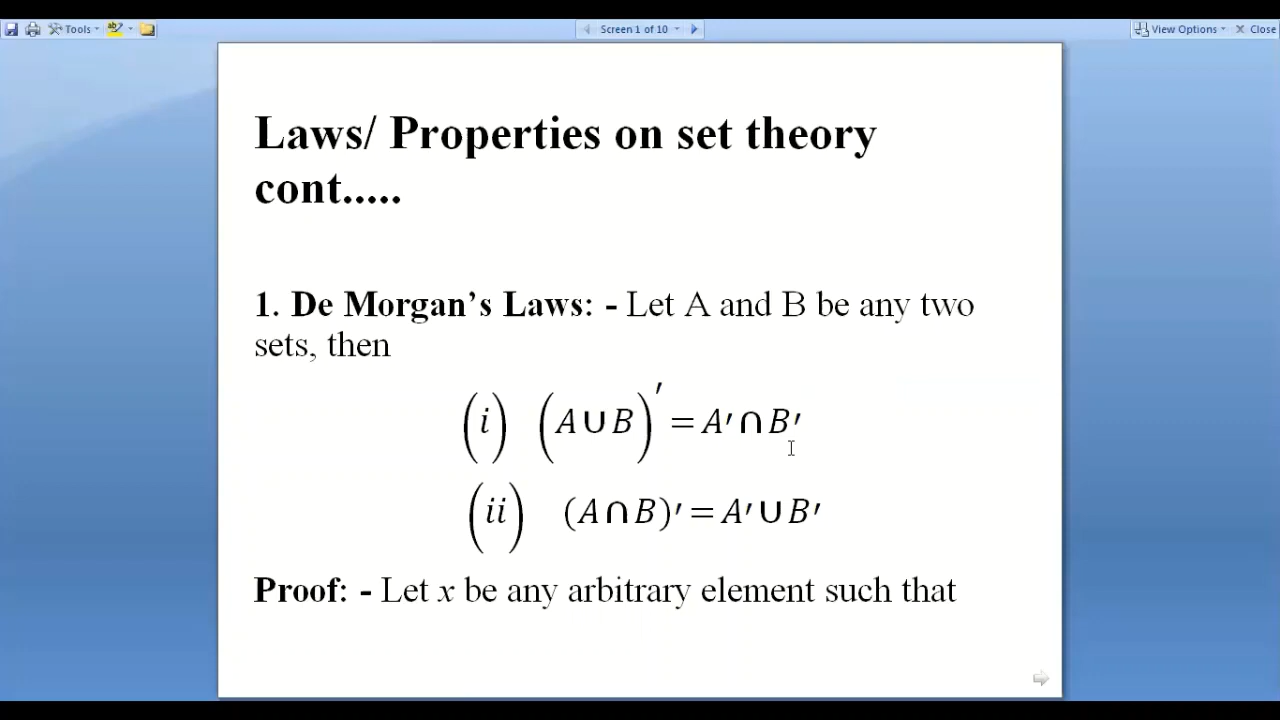 Tools
Screen 1 of 10
View Options
Close
Laws/ Properties on set theory
cont.....
1. De Morgan’s Laws: - Let A and B be any two
sets, then
(i) (A∪B)′ = A′∩B′
(ii) (A∩B)′ = A′∪B′
Proof: - Let x be any arbitrary element such that